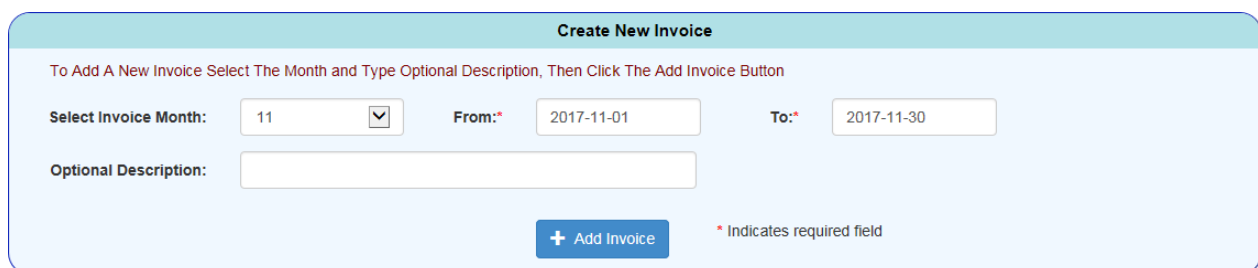 Create New Invoice
To Add A New Invoice Select The Month and Type Optional Description, Then Click The Add Invoice Button
Select Invoice Month: 11 From:* 2017-11-01 To:* 2017-11-30
Optional Description:
+ Add Invoice * Indicates required field